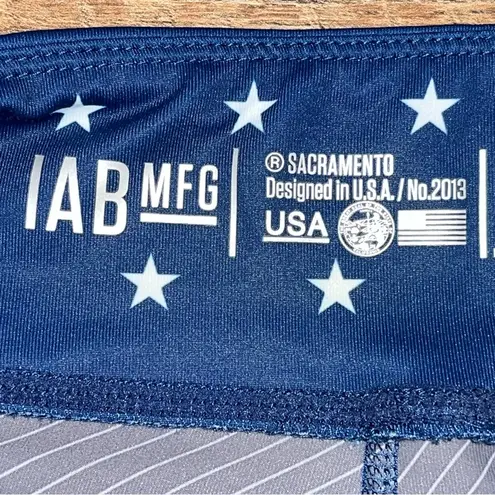 IAB MFG
® SACRAMENTO
Designed in U.S.A. / No.2013
USA